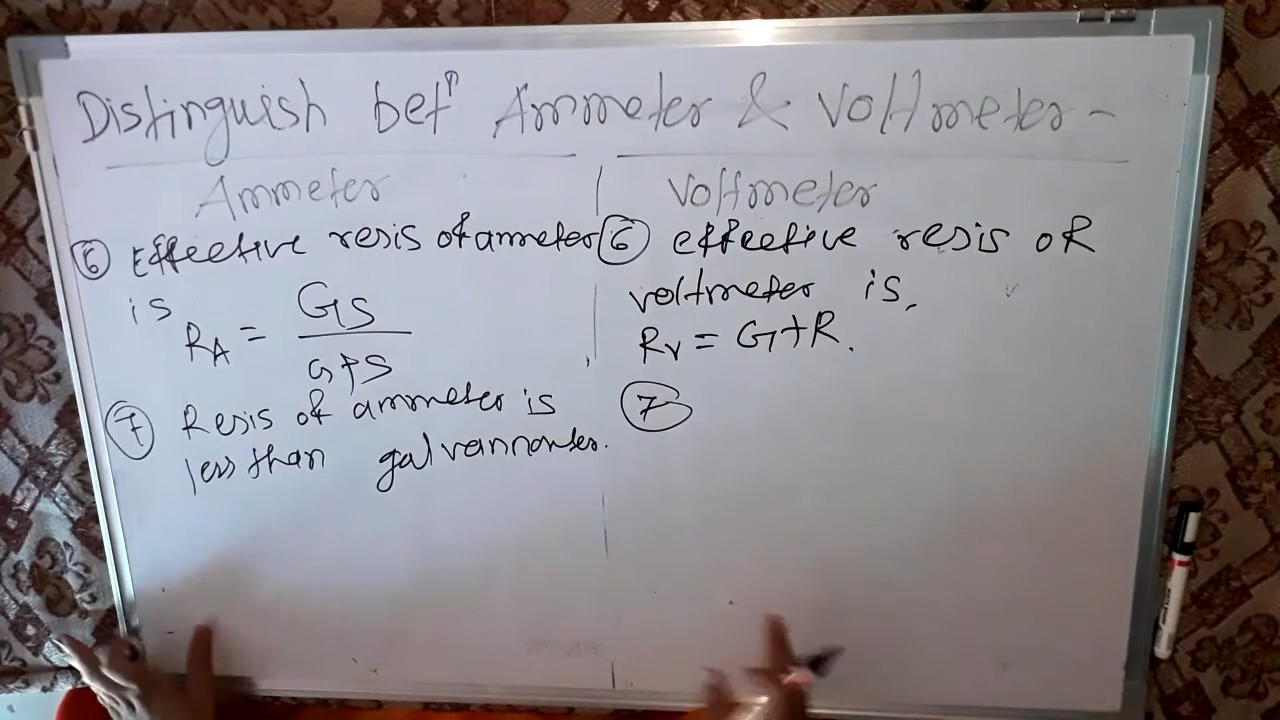 Distinguish betn Ammeter & Voltmeter -
Ammeter
⑥ Effective resis of ammeter
is
RA = GS
G+S
⑦ Resis of ammeter is
less than galvannometer.
Voltmeter
⑥ effective resis of
voltmeter is,
Rv = G+R.
⑦